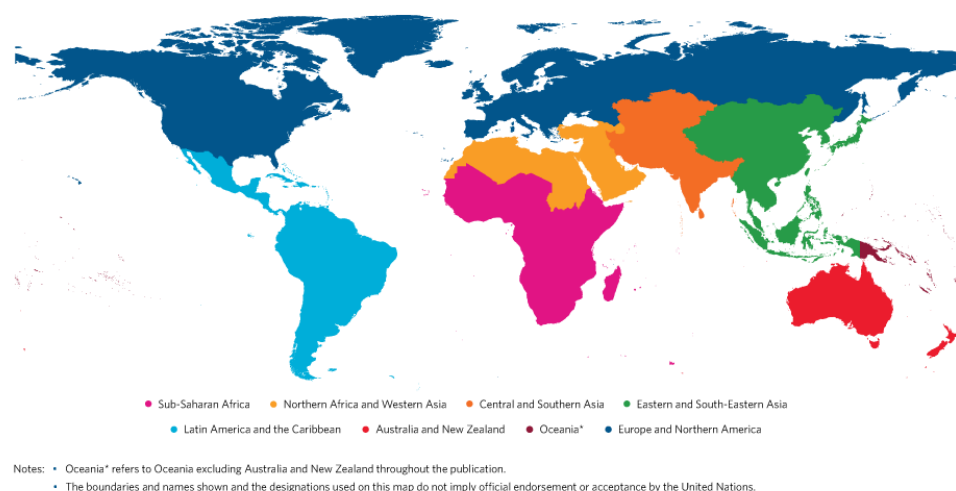 Sub-Saharan Africa Northern Africa and Western Asia Central and Southern Asia Eastern and South-Eastern Asia
Latin America and the Caribbean Australia and New Zealand Oceania* Europe and Northern America
Notes: • Oceania* refers to Oceania excluding Australia and New Zealand throughout the publication.
• The boundaries and names shown and the designations used on this map do not imply official endorsement or acceptance by the United Nations.